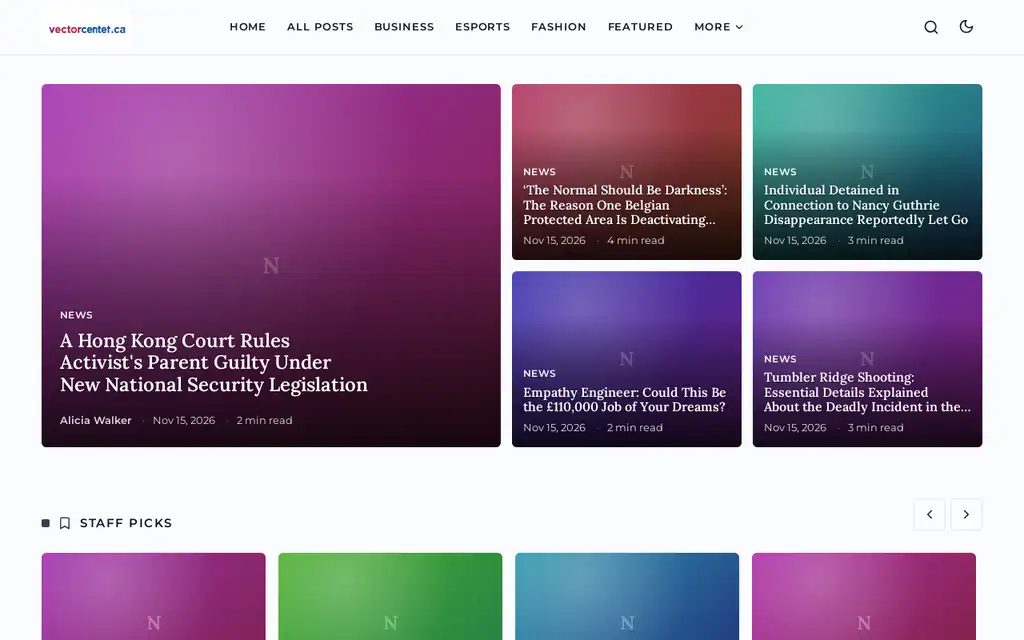 vectorcentet.ca
HOME
ALL POSTS
BUSINESS
ESPORTS
FASHION
FEATURED
MORE
N
NEWS
A Hong Kong Court Rules
Activist's Parent Guilty Under
New National Security Legislation
Alicia Walker · Nov 15, 2026 · 2 min read
N
NEWS
‘The Normal Should Be Darkness’:
The Reason One Belgian
Protected Area Is Deactivating...
Nov 15, 2026 · 4 min read
N
NEWS
Individual Detained in
Connection to Nancy Guthrie
Disappearance Reportedly Let Go
Nov 15, 2026 · 3 min read
N
NEWS
Empathy Engineer: Could This Be
the £110,000 Job of Your Dreams?
Nov 15, 2026 · 2 min read
N
NEWS
Tumbler Ridge Shooting:
Essential Details Explained
About the Deadly Incident in the...
Nov 15, 2026 · 3 min read
STAFF PICKS
N
N
N
N